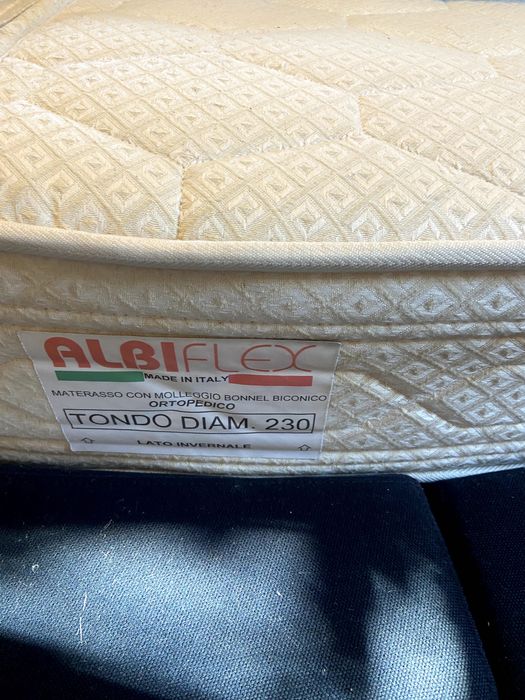 ALBIFLEX
MADE IN ITALY
MATERASSO CON MOLLEGGIO BONNEL BICONICO
ORTOPEDICO
TONDO DIAM. 230
LATO INVERNALE